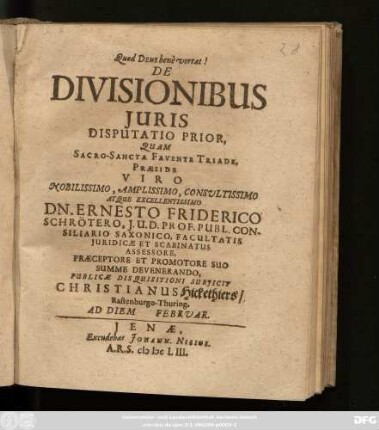 Quod Deus benè vertat!
DE
DIVISIONIBUS
JURIS
DISPUTATIO PRIOR,
QUAM
SACRO-SANCTA FAVENTE TRIADE,
PRÆSIDE
VIRO
NOBILISSIMO, AMPLISSIMO, CONSULTISSIMO
ATQUE EXCELLENTISSIMO
DN. ERNESTO FRIDERICO
SCHRÖTERO, J.U.D. PROF. PUBL. CON-
SILIARIO SAXONICO, FACULTATIS
JURIDICÆ ET SCABINATUS
ASSESSORE,
PRÆCEPTORE ET PROMOTORE SUO
SUMME DEVENERANDO,
PUBLICÆ DISQUISITIONI SUBJICIT
CHRISTIANUS Hickethiers/
Rastenburgo-Thuring.
AD DIEM FEBRUAR.
JENÆ,
Excudebat JOHANN. NISIUS.
A.R.S. cIɔ Iɔc LIII.
DFG